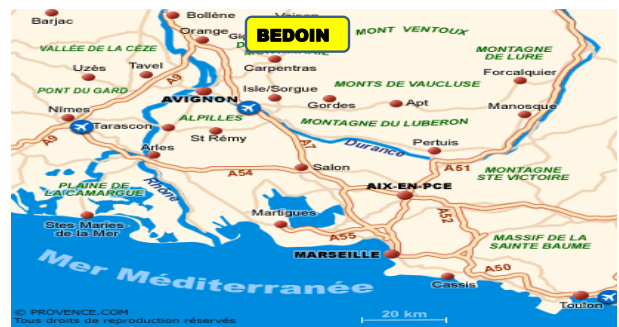 Barjac
Bollène
Orange
Gi
BEDOIN
MONT VENTOUX
VALLÉE DE LA CÈZE
MONTAGNE
DE LURE
Uzès
Tavel
A9
Carpentras
Forcalquier
PONT DU GARD
Isle/Sorgue
MONTS DE VAUCLUSE
AVIGNON
Gordes
Apt
Manosque
Nîmes
ALPILLES
MONTAGNE DU LUBERON
Tarascon
St Rémy
A7
Durance
Pertuis
A9
Arles
Salon
A51
A54
MONTAGNE
STE VICTOIRE
PLAINE DE
LA CAMARGUE
Rhône
AIX-EN-PCE
Stes-Maries
de-la-Mer
Martigues
A52
A55
MASSIF DE LA
SAINTE BAUME
MARSEILLE
Mer Méditerranée
A50
Cassis
Toulon
© PROVENCE.COM
Tous droits de reproduction réservés
20 km